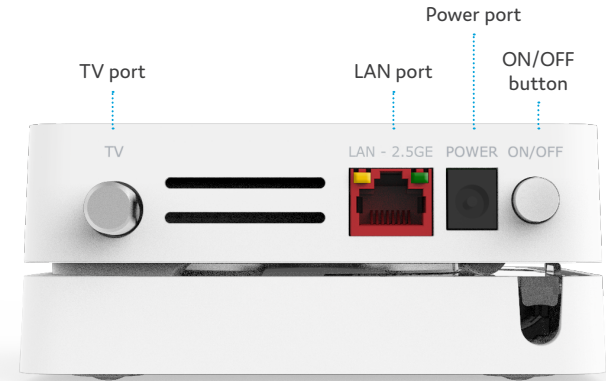 Power port
TV port
LAN port
ON/OFF
button
TV
LAN - 2.5GE
POWER
ON/OFF